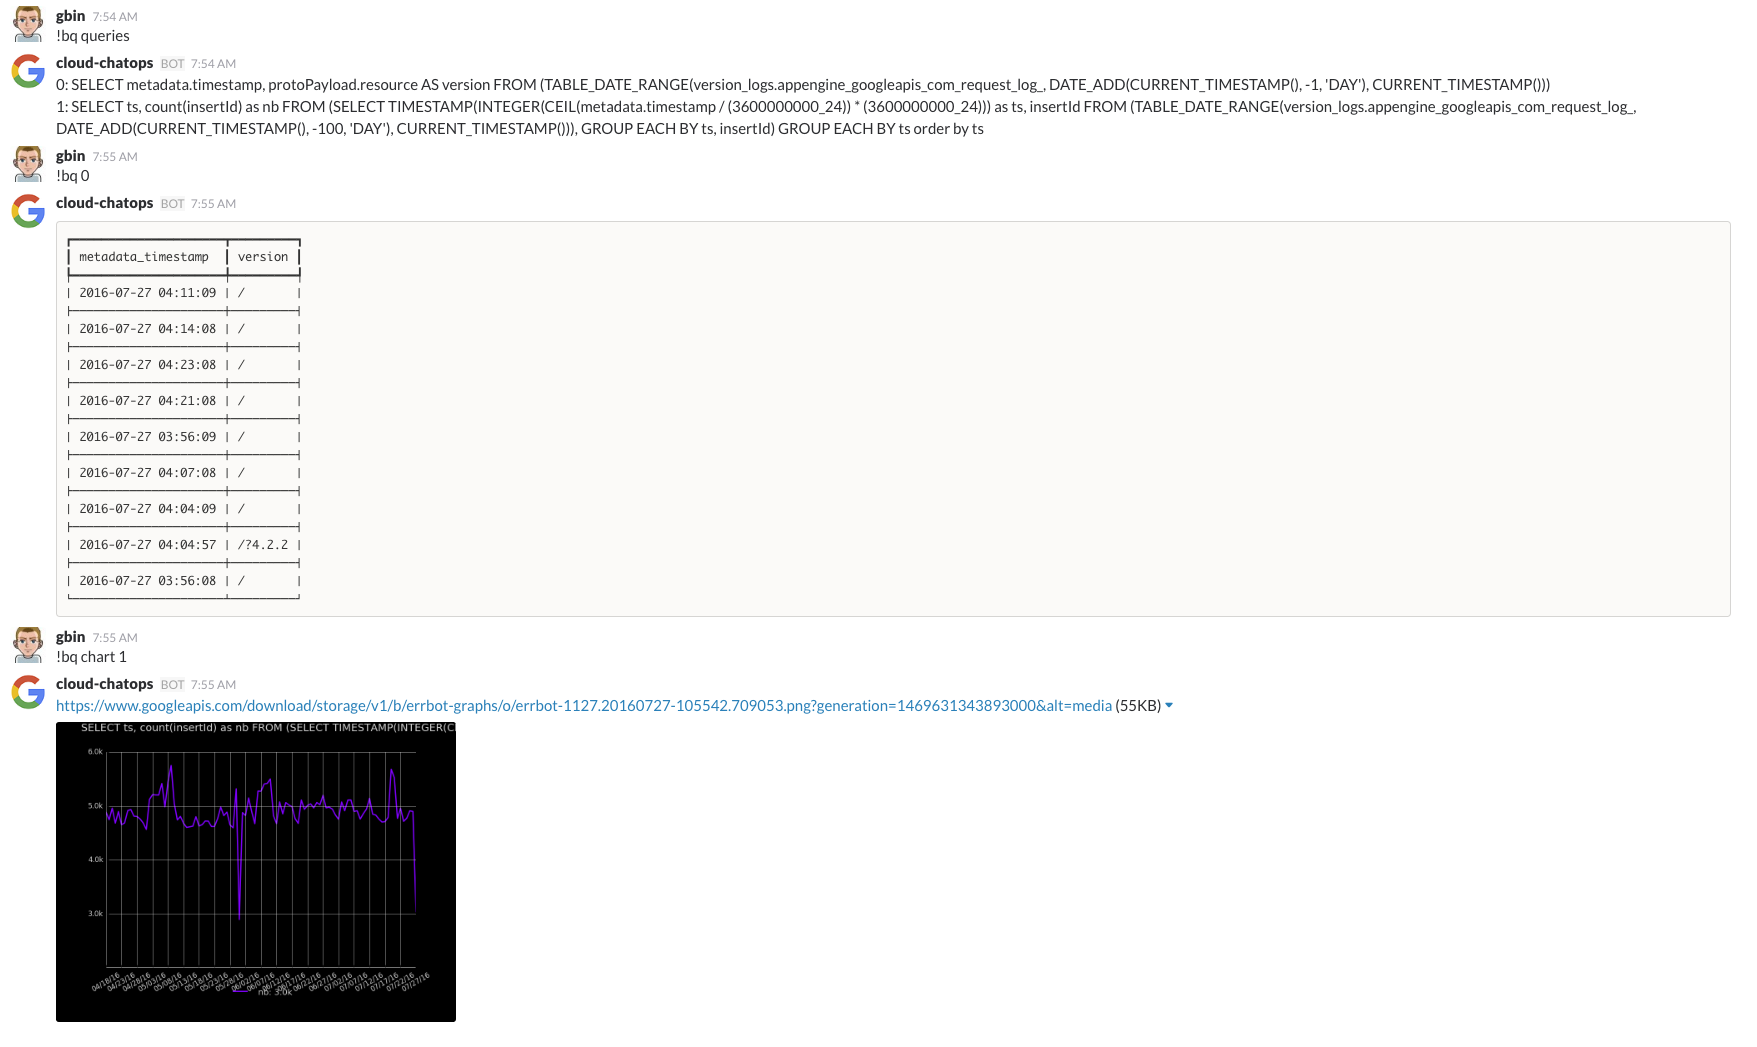 gbin 7:54 AM
!bq queries
cloud-chatops BOT 7:54 AM
0: SELECT metadata.timestamp, protoPayload.resource AS version FROM (TABLE_DATE_RANGE(version_logs.appengine_googleapis_com_request_log_, DATE_ADD(CURRENT_TIMESTAMP(), -1, 'DAY'), CURRENT_TIMESTAMP()))
1: SELECT ts, count(insertId) as nb FROM (SELECT TIMESTAMP(INTEGER(CEIL(metadata.timestamp / (3600000000_24)) * (3600000000_24))) as ts, insertId FROM (TABLE_DATE_RANGE(version_logs.appengine_googleapis_com_request_log_,
DATE_ADD(CURRENT_TIMESTAMP(), -100, 'DAY'), CURRENT_TIMESTAMP())), GROUP EACH BY ts, insertId) GROUP EACH BY ts order by ts
gbin 7:55 AM
!bq 0
cloud-chatops BOT 7:55 AM
metadata_timestamp version
2016-07-27 04:11:09 /
2016-07-27 04:14:08 /
2016-07-27 04:23:08 /
2016-07-27 04:21:08 /
2016-07-27 03:56:09 /
2016-07-27 04:07:08 /
2016-07-27 04:04:09 /
2016-07-27 04:04:57 /?4.2.2
2016-07-27 03:56:08 /
gbin 7:55 AM
!bq chart 1
cloud-chatops BOT 7:55 AM
https://www.googleapis.com/download/storage/v1/b/errbot-graphs/o/errbot-1127.20160727-105542.709053.png?generation=1469631343893000&alt=media (55KB)
SELECT ts, count(insertId) as nb FROM (SELECT TIMESTAMP(INTEGER(CE
6.0k
5.0k
4.0k
3.0k
04/18/16 04/23/16 04/28/16 05/03/16 05/08/16 05/13/16 05/18/16 05/23/16 05/28/16 06/02/16 06/07/16 06/12/16 06/17/16 06/22/16 06/27/16 07/02/16 07/07/16 07/12/16 07/17/16 07/22/16 07/27/16
nb: 3.0k